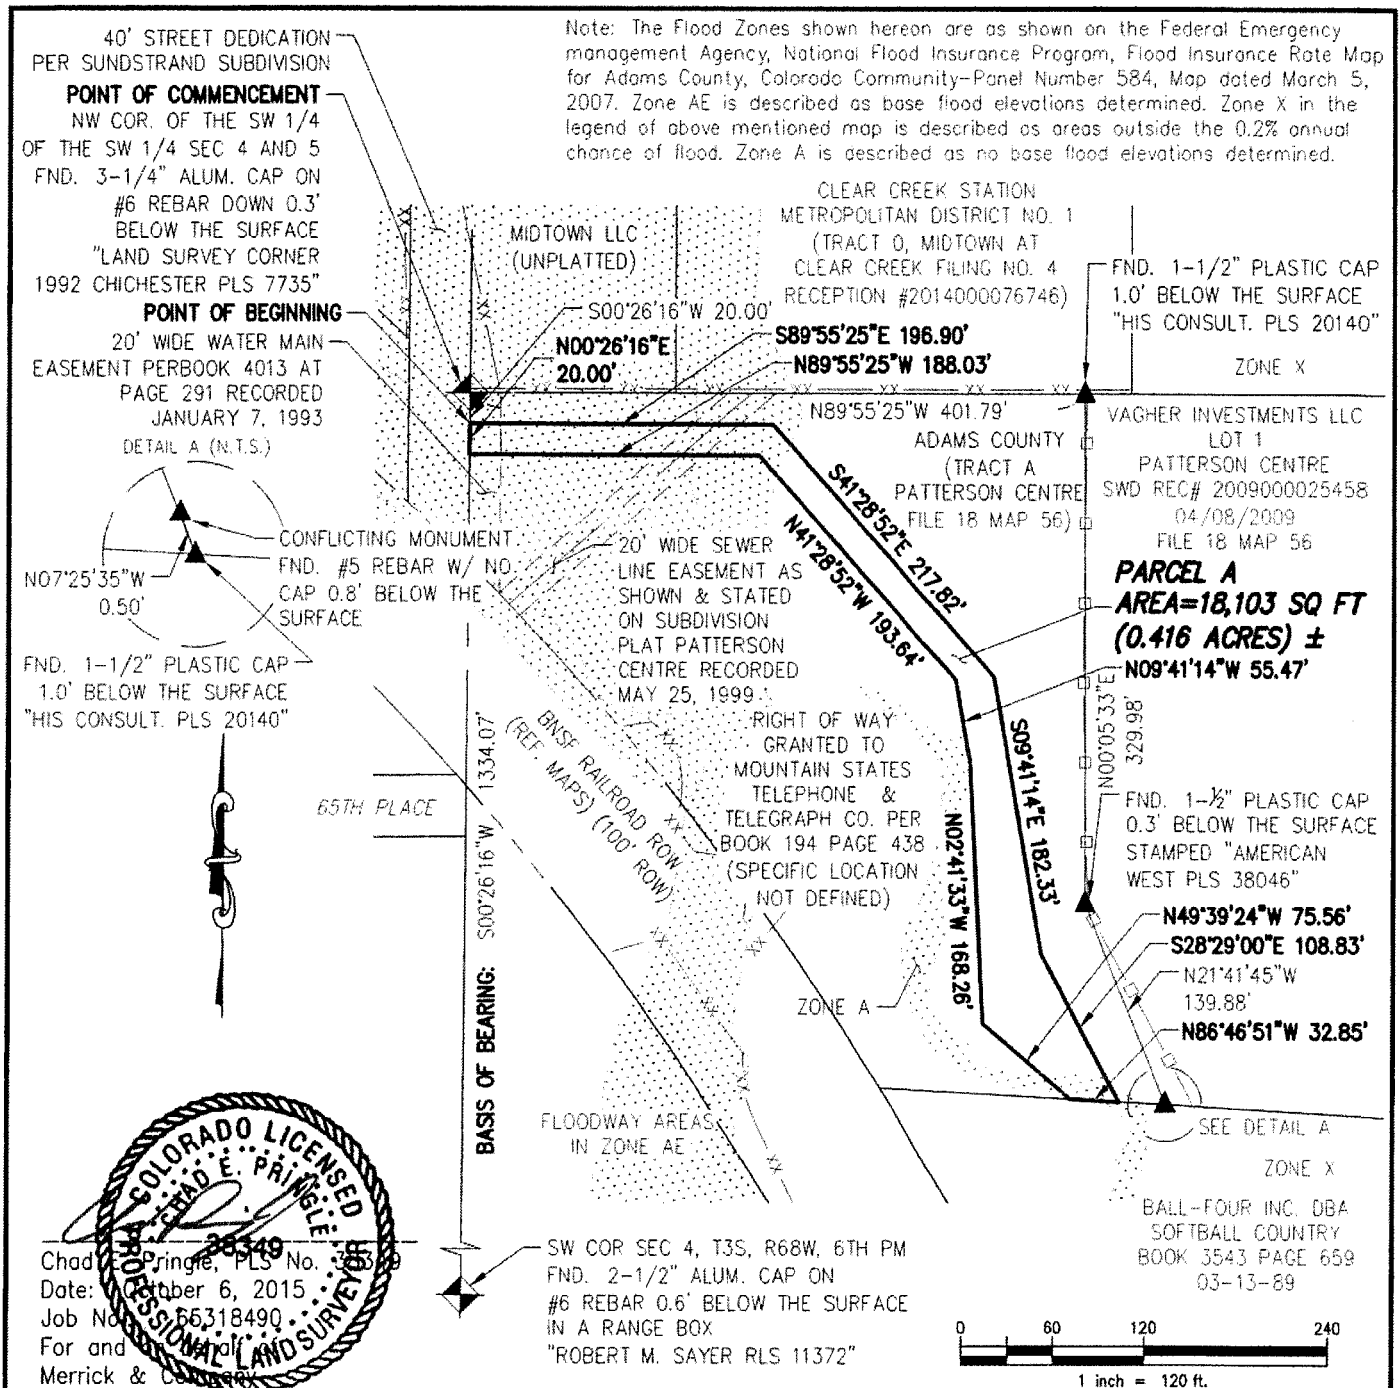 Note: The Flood Zones shown hereon are as shown on the Federal Emergency
management Agency, National Flood Insurance Program, Flood Insurance Rate Map
for Adams County, Colorado Community-Panel Number 584, Map dated March 5,
2007. Zone AE is described as base flood elevations determined. Zone X in the
legend of above mentioned map is described as areas outside the 0.2% annual
chance of flood. Zone A is described as no base flood elevations determined.
40' STREET DEDICATION
PER SUNDSTRAND SUBDIVISION
POINT OF COMMENCEMENT
NW COR. OF THE SW 1/4
OF THE SW 1/4 SEC 4 AND 5
FND. 3-1/4" ALUM. CAP ON
#6 REBAR DOWN 0.3'
BELOW THE SURFACE
"LAND SURVEY CORNER
1992 CHICHESTER PLS 7735"
POINT OF BEGINNING
20' WIDE WATER MAIN
EASEMENT PERBOOK 4013 AT
PAGE 291 RECORDED
JANUARY 7, 1993
MIDTOWN LLC
(UNPLATTED)
CLEAR CREEK STATION
METROPOLITAN DISTRICT NO. 1
(TRACT O, MIDTOWN AT
CLEAR CREEK FILING NO. 4
RECEPTION #2014000076746)
FND. 1-1/2" PLASTIC CAP
1.0' BELOW THE SURFACE
"HIS CONSULT. PLS 20140"
ZONE X
S00°26'16"W 20.00'
N00°26'16"E
20.00'
S89°55'25"E 196.90'
N89°55'25"W 188.03'
N89°55'25"W 401.79'
ADAMS COUNTY
(TRACT A
PATTERSON CENTRE
FILE 18 MAP 56)
VAGHER INVESTMENTS LLC
LOT 1
PATTERSON CENTRE
SWD REC# 2009000025458
04/08/2009
FILE 18 MAP 56
DETAIL A (N.T.S.)
CONFLICTING MONUMENT
FND. #5 REBAR W/ NO
CAP 0.8' BELOW THE
SURFACE
N07°25'35"W
0.50'
FND. 1-1/2" PLASTIC CAP
1.0' BELOW THE SURFACE
"HIS CONSULT. PLS 20140"
20' WIDE SEWER
LINE EASEMENT AS
SHOWN & STATED
ON SUBDIVISION
PLAT PATTERSON
CENTRE RECORDED
MAY 25, 1999
S41°28'52"E 217.82'
N41°28'52"W 193.64'
PARCEL A
AREA=18,103 SQ FT
(0.416 ACRES) ±
N09°41'14"W 55.47'
N00°05'33"E
329.98'
RIGHT OF WAY
GRANTED TO
MOUNTAIN STATES
TELEPHONE &
TELEGRAPH CO. PER
BOOK 194 PAGE 438
(SPECIFIC LOCATION
NOT DEFINED)
BNSF RAILROAD ROW
(REF. MAPS) (100' ROW)
65TH PLACE
BASIS OF BEARING: S00°26'16"W 1334.07'
S09°41'14"E 182.33'
N02°41'33"W 168.26'
FND. 1-½" PLASTIC CAP
0.3' BELOW THE SURFACE
STAMPED "AMERICAN
WEST PLS 38046"
N49°39'24"W 75.56'
S28°29'00"E 108.83'
N21°41'45"W
139.88'
N86°46'51"W 32.85'
ZONE A
FLOODWAY AREAS
IN ZONE AE
SEE DETAIL A
ZONE X
BALL-FOUR INC. DBA
SOFTBALL COUNTRY
BOOK 3543 PAGE 659
03-13-89
SW COR SEC 4, T3S, R68W, 6TH PM
FND. 2-1/2" ALUM. CAP ON
#6 REBAR 0.6' BELOW THE SURFACE
IN A RANGE BOX
"ROBERT M. SAYER RLS 11372"
COLORADO LICENSED
CHAD E. PRINGLE
38349
PROFESSIONAL LAND SURVEYOR
Chad E. Pringle, PLS No.
Date: October 6, 2015
Job No. 65318490
For and on behalf of
Merrick & Company
0 60 120 240
1 inch = 120 ft.